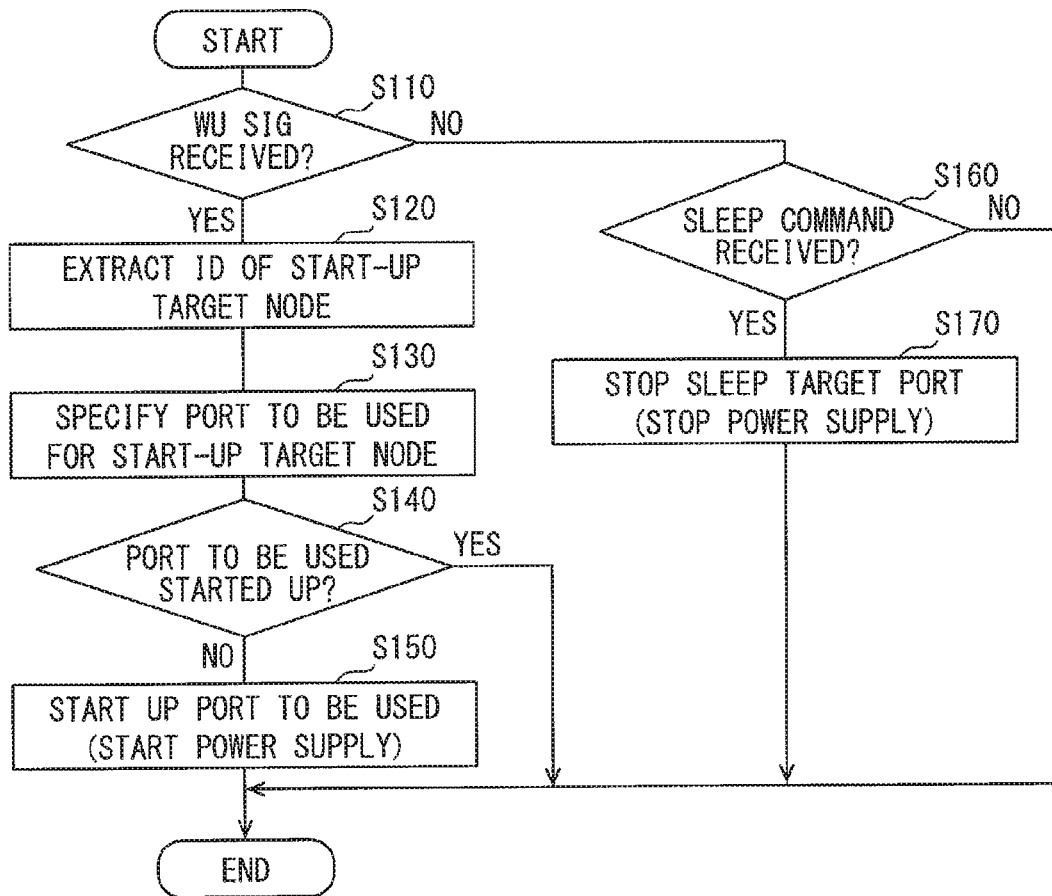 START
S110
WU SIG
RECEIVED?
NO
YES
S120
EXTRACT ID OF START-UP
TARGET NODE
S130
SPECIFY PORT TO BE USED
FOR START-UP TARGET NODE
S140
PORT TO BE USED
STARTED UP?
YES
NO
S150
START UP PORT TO BE USED
(START POWER SUPPLY)
S160
SLEEP COMMAND
RECEIVED?
NO
YES
S170
STOP SLEEP TARGET PORT
(STOP POWER SUPPLY)
END